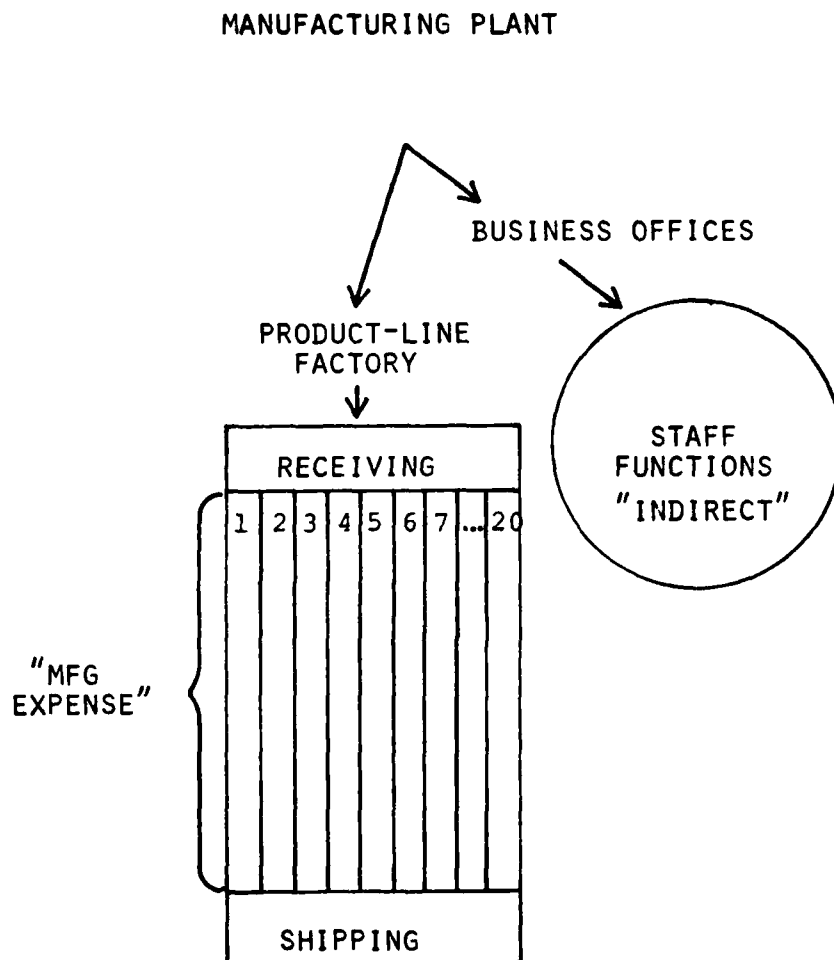 MANUFACTURING PLANT
BUSINESS OFFICES
PRODUCT-LINE
FACTORY
STAFF
FUNCTIONS
"INDIRECT"
RECEIVING
1 2 3 4 5 6 7 ... 20
"MFG
EXPENSE"
SHIPPING